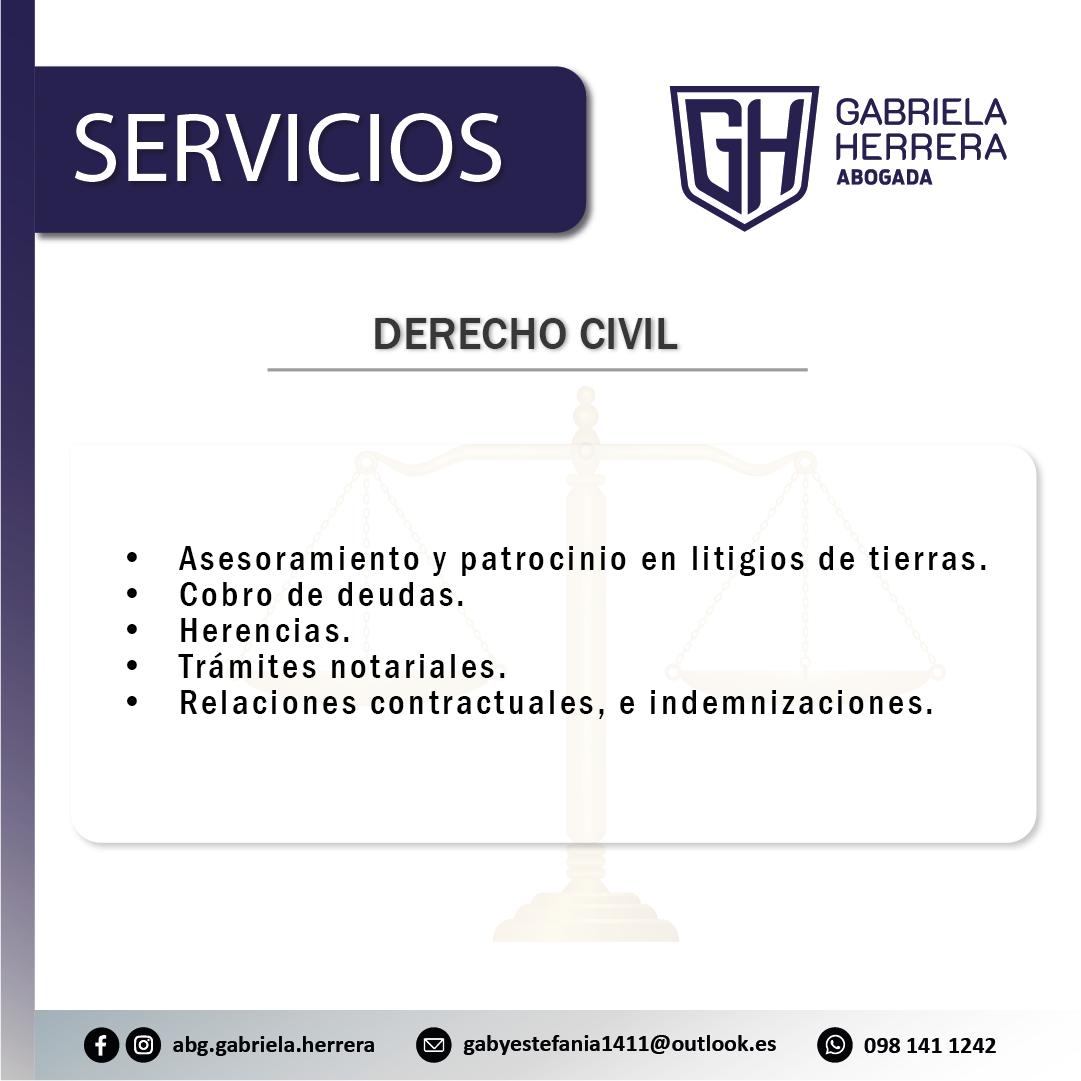 SERVICIOS
GH
GABRIELA
HERRERA
ABOGADA
DERECHO CIVIL
• Asesoramiento y patrocinio en litigios de tierras.
• Cobro de deudas.
• Herencias.
• Trámites notariales.
• Relaciones contractuales, e indemnizaciones.
abg.gabriela.herrera gabyestefania1411@outlook.es 098 141 1242